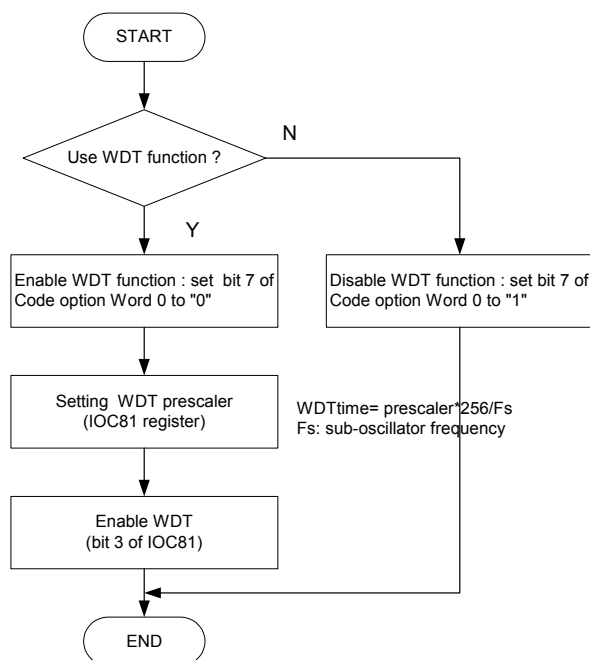 START
Use WDT function ?
N
Y
Enable WDT function : set bit 7 of
Code option Word 0 to "0"
Disable WDT function : set bit 7 of
Code option Word 0 to "1"
Setting WDT prescaler
(IOC81 register)
WDTtime= prescaler*256/Fs
Fs: sub-oscillator frequency
Enable WDT
(bit 3 of IOC81)
END